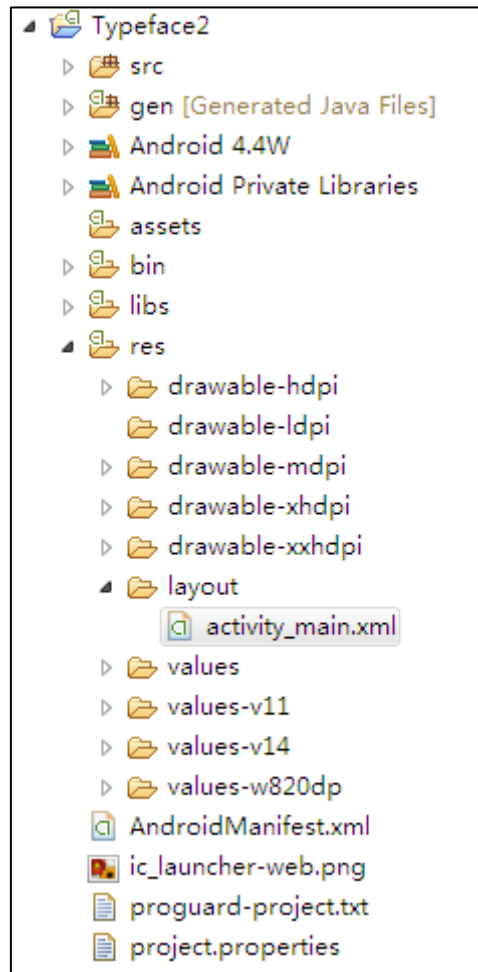 Typeface2
src
gen [Generated Java Files]
Android 4.4W
Android Private Libraries
assets
bin
libs
res
drawable-hdpi
drawable-ldpi
drawable-mdpi
drawable-xhdpi
drawable-xxhdpi
layout
activity_main.xml
values
values-v11
values-v14
values-w820dp
AndroidManifest.xml
ic_launcher-web.png
proguard-project.txt
project.properties